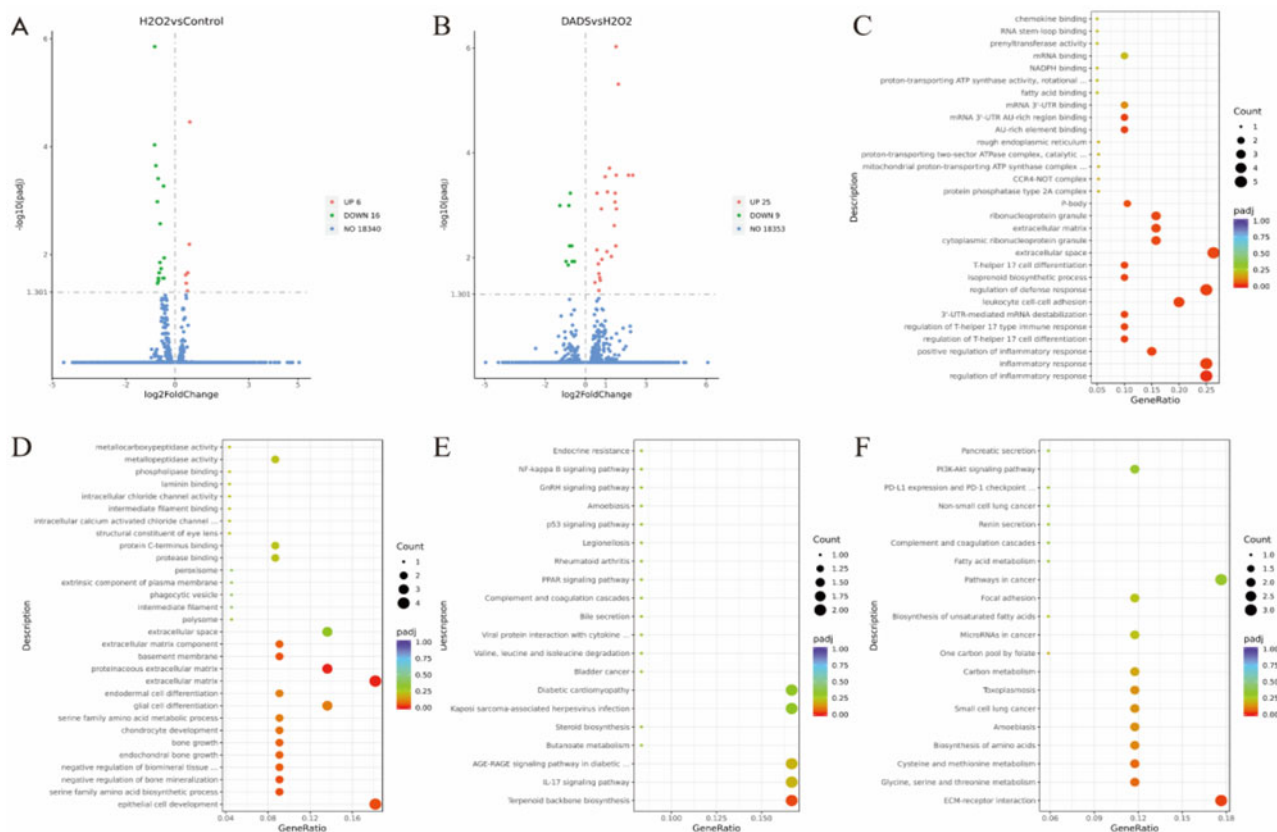 A
H2O2vsControl
-log10(padj)
6
4
2
1.301
-5
-2
0
2
5
log2FoldChange
UP 6
DOWN 16
NO 18340
B
DADSvsH2O2
-log10(padj)
6
4
2
1.301
-5
-2
0
2
4
6
log2FoldChange
UP 25
DOWN 9
NO 18353
C
Description
chemokine binding
RNA stem-loop binding
prenyltransferase activity
mRNA binding
NADPH binding
proton-transporting ATP synthase activity, rotational ...
fatty acid binding
mRNA 3'-UTR binding
mRNA 3'-UTR AU-rich region binding
AU-rich element binding
rough endoplasmic reticulum
proton-transporting two-sector ATPase complex, catalytic ...
mitochondrial proton-transporting ATP synthase complex ...
CCR4-NOT complex
protein phosphatase type 2A complex
P-body
ribonucleoprotein granule
extracellular matrix
cytoplasmic ribonucleoprotein granule
extracellular space
T-helper 17 cell differentiation
isoprenoid biosynthetic process
regulation of defense response
leukocyte cell-cell adhesion
3'-UTR-mediated mRNA destabilization
regulation of T-helper 17 type immune response
regulation of T-helper 17 cell differentiation
positive regulation of inflammatory response
inflammatory response
regulation of inflammatory response
0.05 0.10 0.15 0.20 0.25
GeneRatio
Count
1
2
3
4
5
padj
1.00
0.75
0.50
0.25
0.00
D
Description
metallocarboxypeptidase activity
metallopeptidase activity
phospholipase binding
laminin binding
intracellular chloride channel activity
intermediate filament binding
intracellular calcium activated chloride channel ...
structural constituent of eye lens
protein C-terminus binding
protease binding
peroxisome
extrinsic component of plasma membrane
phagocytic vesicle
intermediate filament
polysome
extracellular space
extracellular matrix component
basement membrane
proteinaceous extracellular matrix
extracellular matrix
endodermal cell differentiation
glial cell differentiation
serine family amino acid metabolic process
chondrocyte development
bone growth
endochondral bone growth
negative regulation of biomineral tissue ...
negative regulation of bone mineralization
serine family amino acid biosynthetic process
epithelial cell development
0.04 0.08 0.12 0.16
GeneRatio
Count
1
2
3
4
padj
1.00
0.75
0.50
0.25
0.00
E
Description
Endocrine resistance
NF-kappa B signaling pathway
GnRH signaling pathway
Amoebiasis
p53 signaling pathway
Legionellosis
Rheumatoid arthritis
PPAR signaling pathway
Complement and coagulation cascades
Bile secretion
Viral protein interaction with cytokine ...
Valine, leucine and isoleucine degradation
Bladder cancer
Diabetic cardiomyopathy
Kaposi sarcoma-associated herpesvirus infection
Steroid biosynthesis
Butanoate metabolism
AGE-RAGE signaling pathway in diabetic ...
IL-17 signaling pathway
Terpenoid backbone biosynthesis
0.100 0.125 0.150
GeneRatio
Count
1.00
1.25
1.50
1.75
2.00
padj
1.00
0.75
0.50
0.25
0.00
F
Description
Pancreatic secretion
PI3K-Akt signaling pathway
PD-L1 expression and PD-1 checkpoint ...
Non-small cell lung cancer
Renin secretion
Complement and coagulation cascades
Fatty acid metabolism
Pathways in cancer
Focal adhesion
Biosynthesis of unsaturated fatty acids
MicroRNAs in cancer
One carbon pool by folate
Carbon metabolism
Toxoplasmosis
Small cell lung cancer
Amoebiasis
Biosynthesis of amino acids
Cysteine and methionine metabolism
Glycine, serine and threonine metabolism
ECM-receptor interaction
0.06 0.09 0.12 0.15 0.18
GeneRatio
Count
1.0
1.5
2.0
2.5
3.0
padj
1.00
0.75
0.50
0.25
0.00